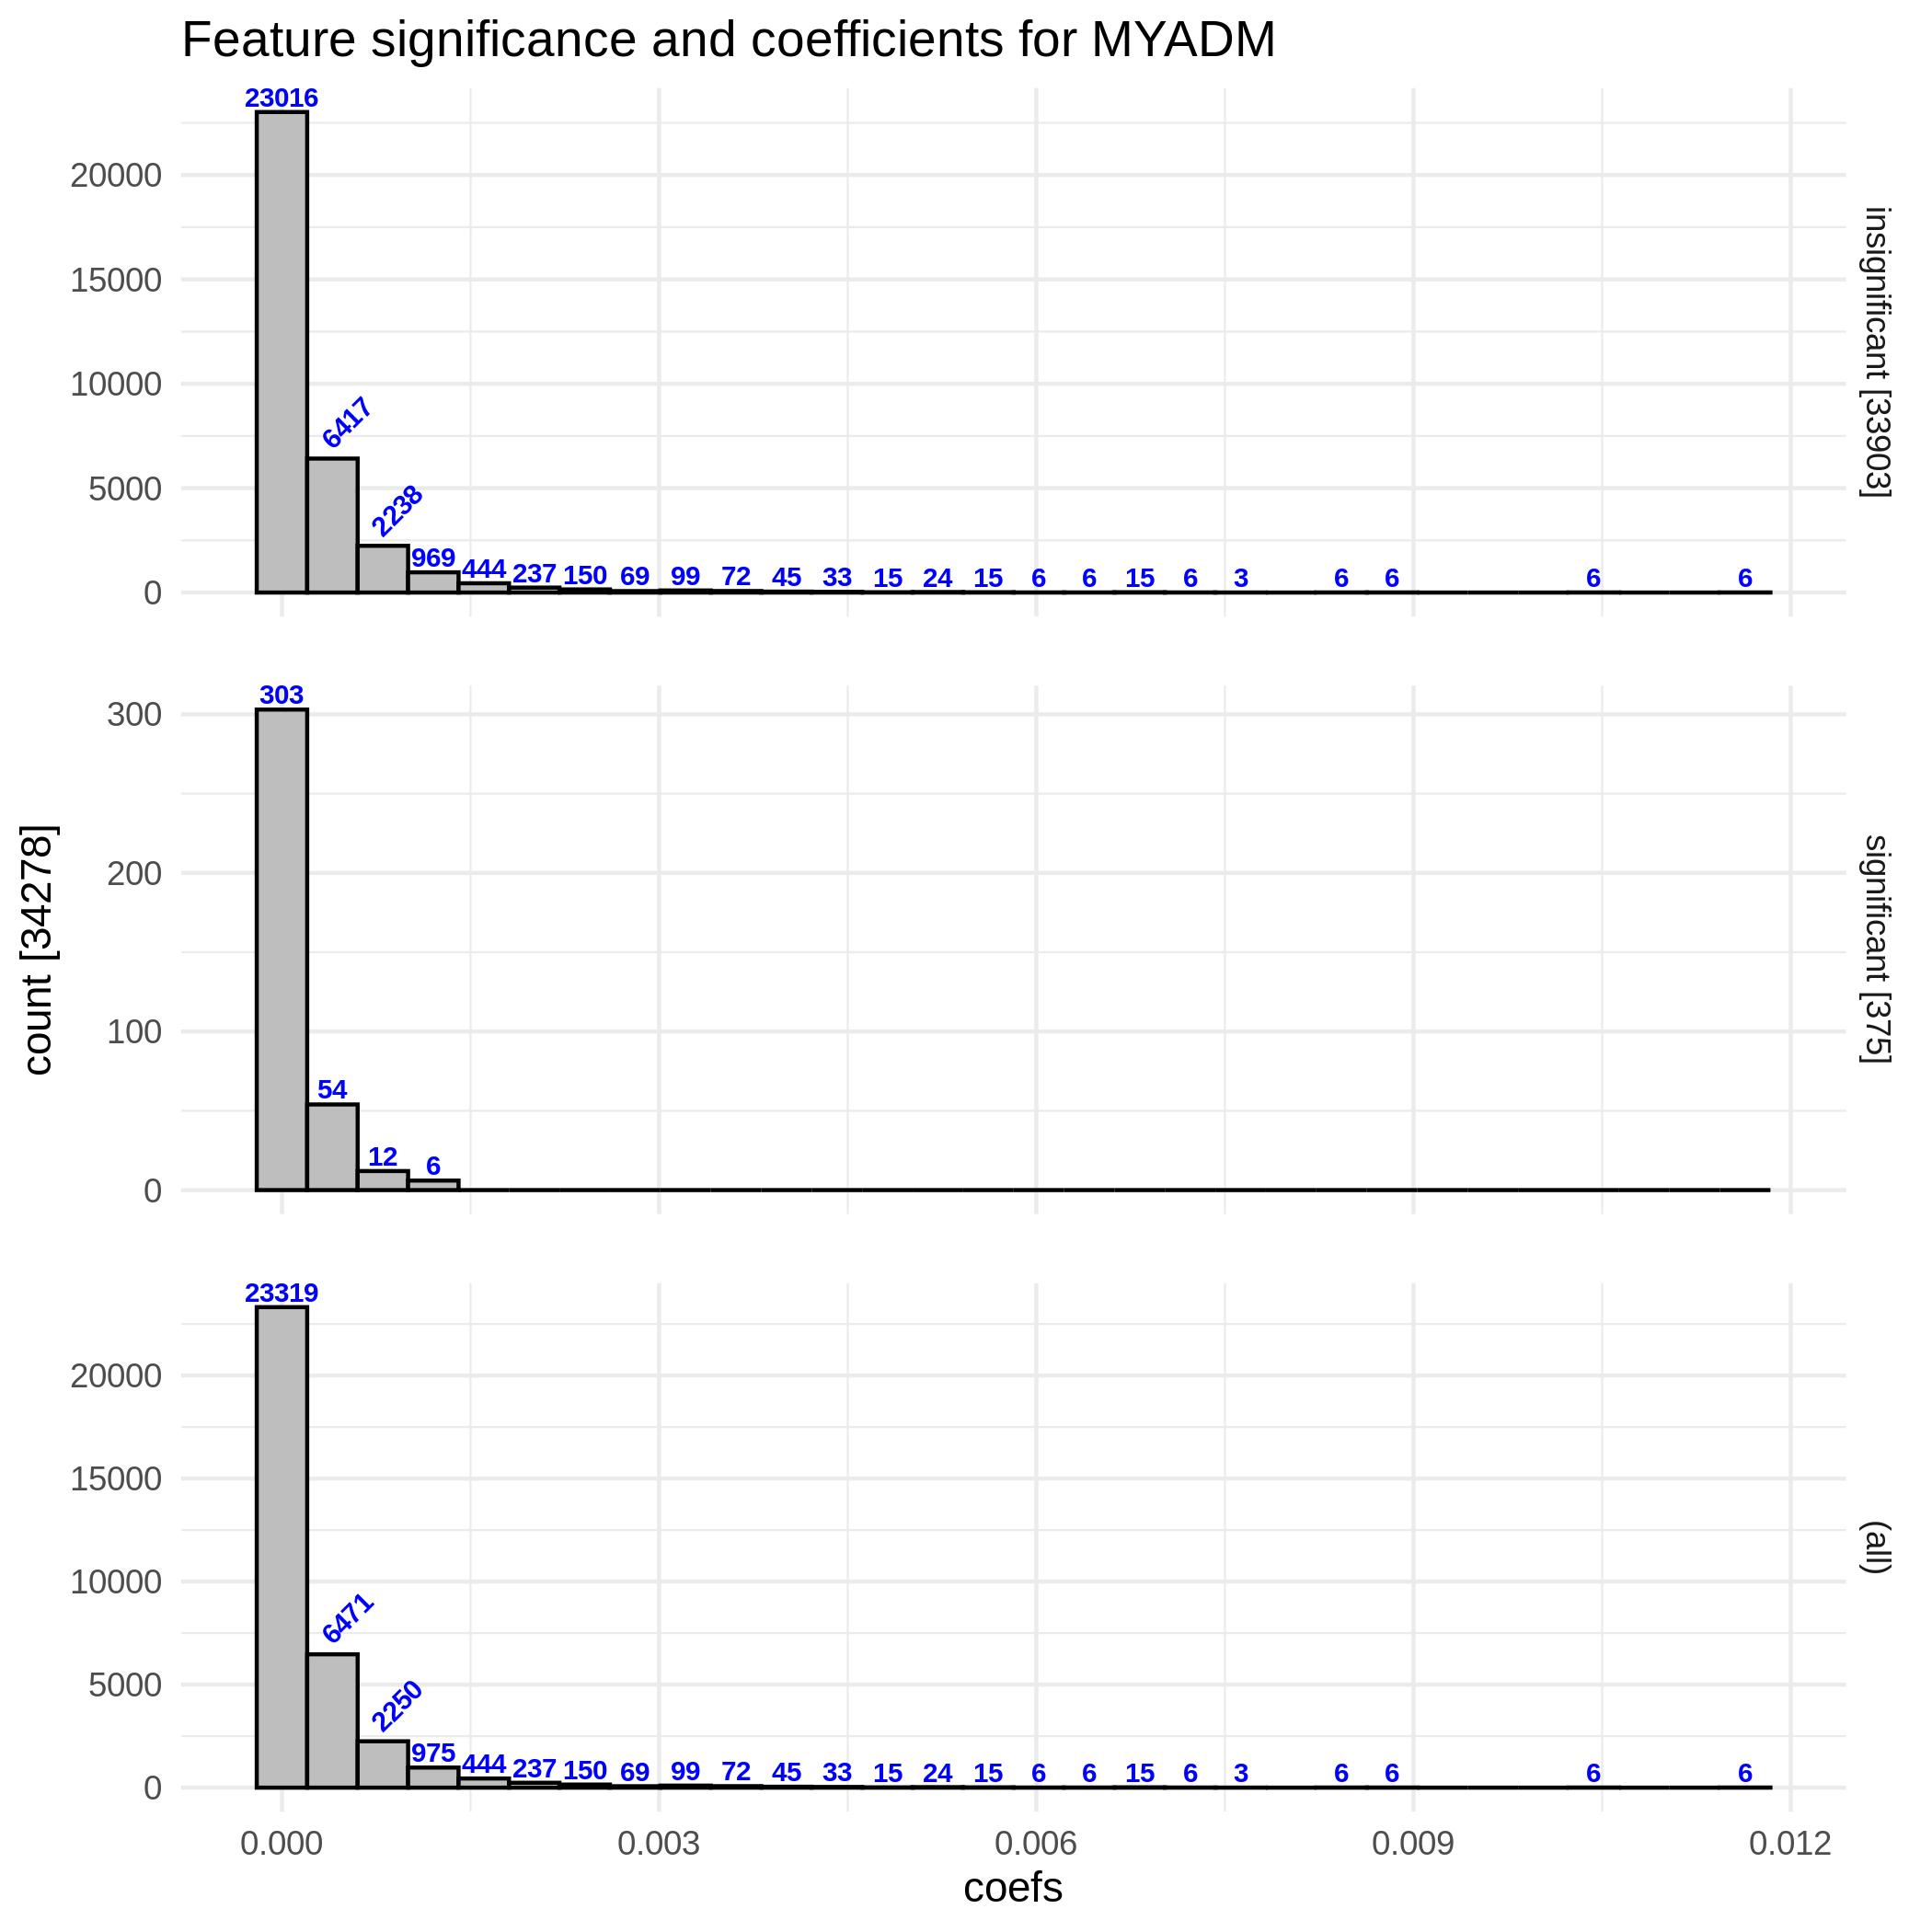 Feature significance and coefficients for MYADM
23016
20000
15000
10000
5000
0
6417
2238
969 444 237 150 69 99 72 45 33 15 24 15 6 6 15 6 3 6 6 6 6
insignificant [33903]
303
300
200
100
0
54
12
6
significant [375]
count [34278]
23319
20000
15000
10000
5000
0
6471
2250
975 444 237 150 69 99 72 45 33 15 24 15 6 6 15 6 3 6 6 6 6
(all)
0.000 0.003 0.006 0.009 0.012
coefs